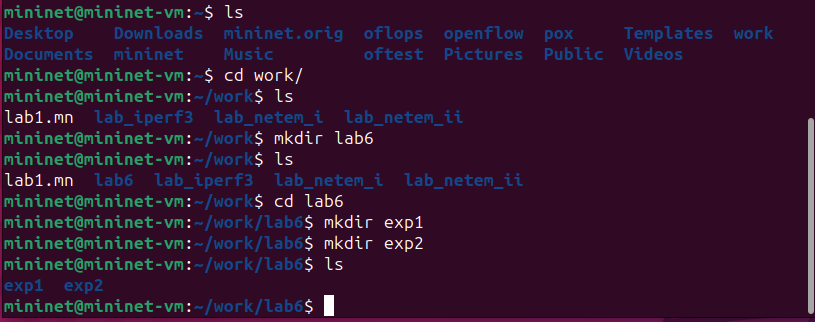 mininet@mininet-vm:~$ ls
Desktop    Downloads  mininet.orig  oflops  openflow  pox     Templates  work
Documents  mininet    Music         oftest  Pictures  Public  Videos
mininet@mininet-vm:~$ cd work/
mininet@mininet-vm:~/work$ ls
lab1.mn  lab_iperf3  lab_netem_i  lab_netem_ii
mininet@mininet-vm:~/work$ mkdir lab6
mininet@mininet-vm:~/work$ ls
lab1.mn  lab6  lab_iperf3  lab_netem_i  lab_netem_ii
mininet@mininet-vm:~/work$ cd lab6
mininet@mininet-vm:~/work/lab6$ mkdir exp1
mininet@mininet-vm:~/work/lab6$ mkdir exp2
mininet@mininet-vm:~/work/lab6$ ls
exp1  exp2
mininet@mininet-vm:~/work/lab6$